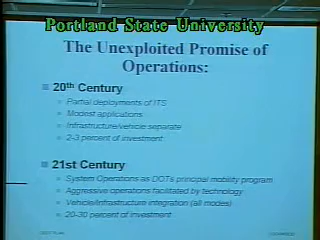 Portland State University
The Unexploited Promise of
Operations:
20th Century
Partial deployments of ITS
Modest applications
Infrastructure/vehicle separate
2-3 percent of investment
21st Century
System Operations as DOTs principal mobility program
Aggressive operations facilitated by technology
Vehicle/Infrastructure integration (all modes)
20-30 percent of investment